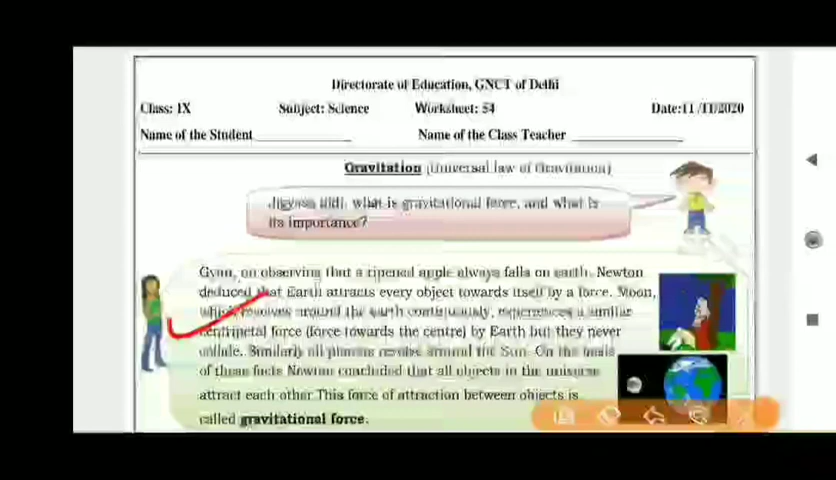 Directorate of Education, GNCT of Delhi
Class: IX Subject: Science Worksheet: 54 Date:11 /11/2020
Name of the Student____________ Name of the Class Teacher ______________
Gravitation (Universal law of Gravitation)
Jigyasa didi, what is gravitational force, and what is
its importance?
Gyan, on observing that a ripened apple always falls on earth, Newton
deduced that Earth attracts every object towards itself by a force. Moon,
which revolves around the earth continuously, experiences a similar
centripetal force (force towards the centre) by Earth but they never
collide. Similarly all planets revolve around the Sun. On the basis
of these facts Newton concluded that all objects in the universe
attract each other This force of attraction between objects is
called gravitational force.